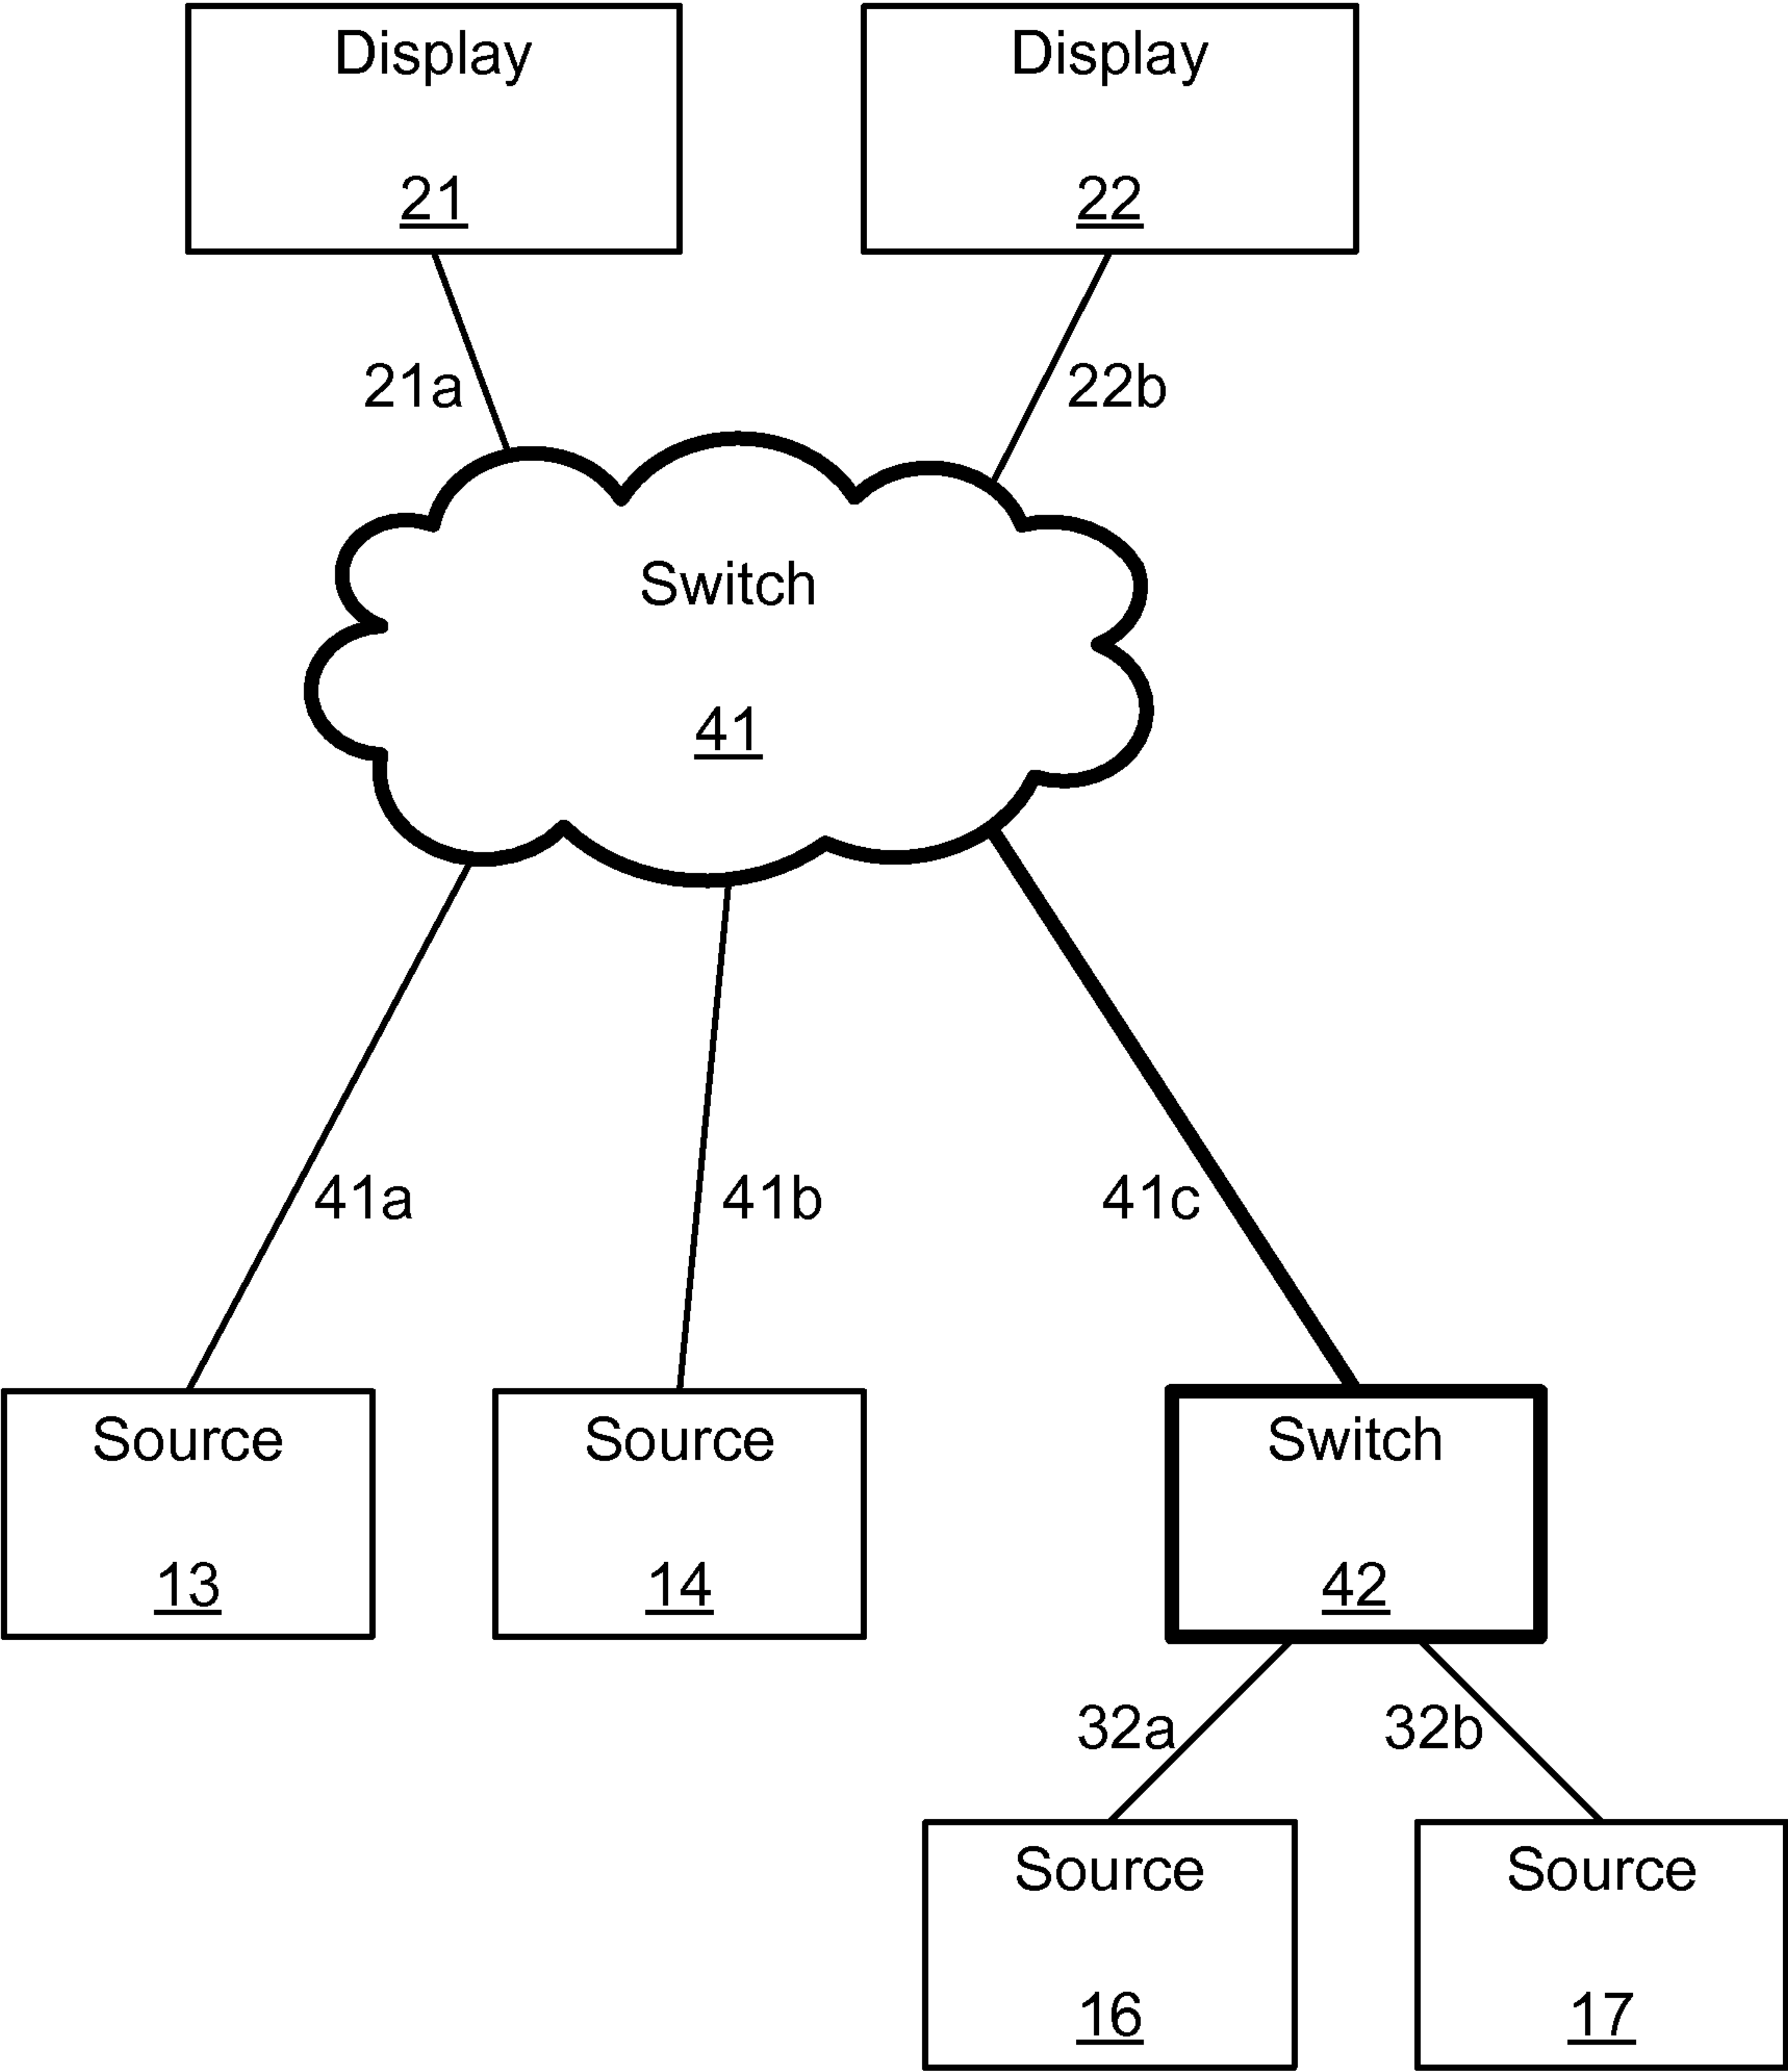 Display
21
Display
22
21a
22b
Switch
41
41a
41b
41c
Source
13
Source
14
Switch
42
32a
32b
Source
16
Source
17